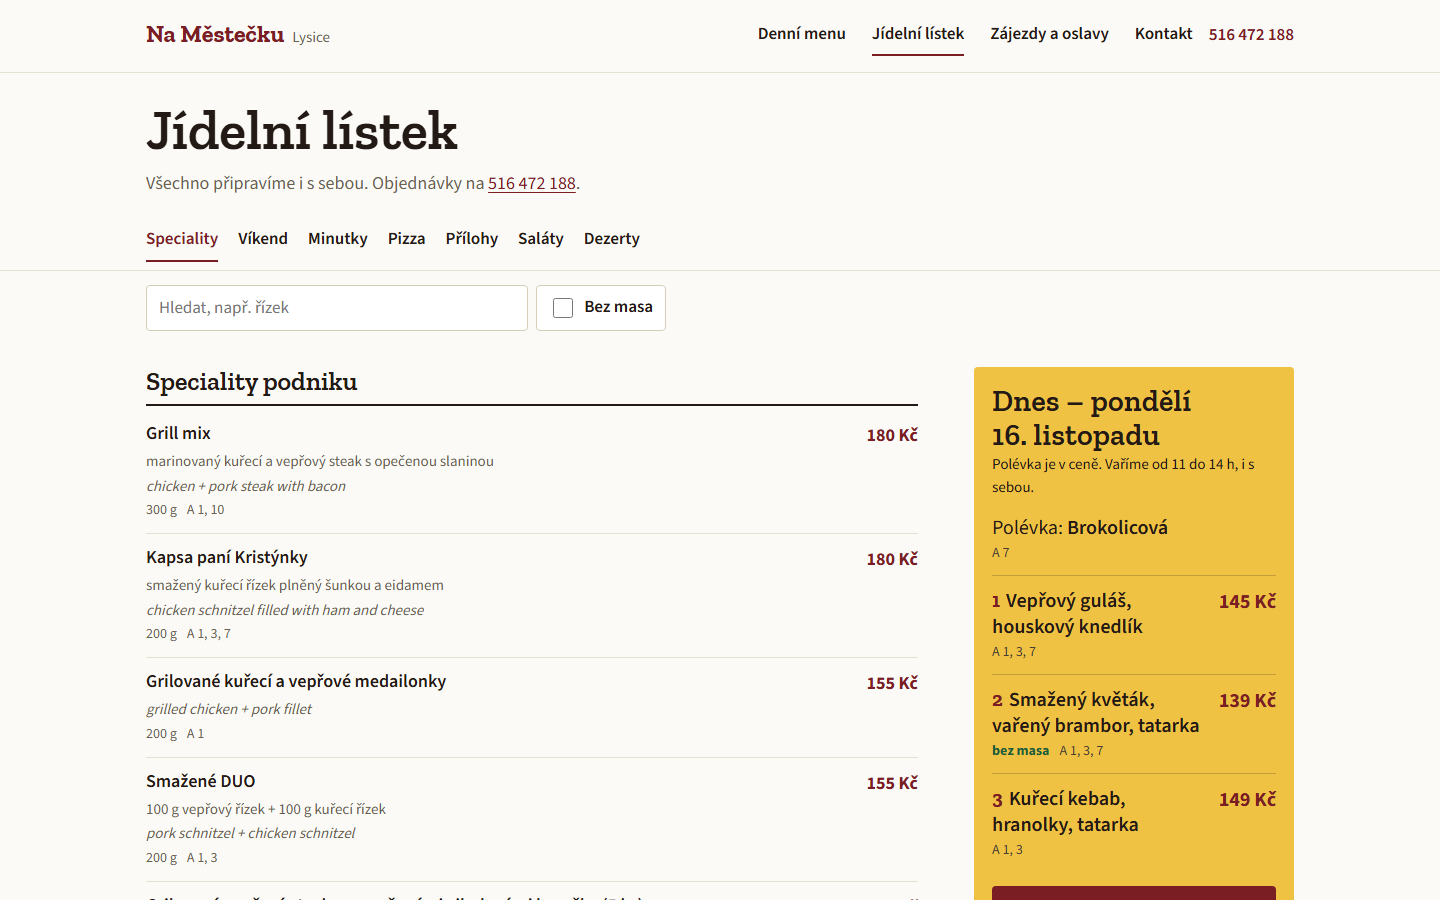 Na Městečku Lysice
Denní menu Jídelní lístek Zájezdy a oslavy Kontakt 516 472 188
Jídelní lístek
Všechno připravíme i s sebou. Objednávky na 516 472 188.
Speciality Víkend Minutky Pizza Přílohy Saláty Dezerty
Hledat, např. řízek
Bez masa
Speciality podniku
Grill mix 180 Kč
marinovaný kuřecí a vepřový steak s opečenou slaninou
chicken + pork steak with bacon
300 g A 1, 10
Kapsa paní Kristýnky 180 Kč
smažený kuřecí řízek plněný šunkou a eidamem
chicken schnitzel filled with ham and cheese
200 g A 1, 3, 7
Grilované kuřecí a vepřové medailonky 155 Kč
grilled chicken + pork fillet
200 g A 1
Smažené DUO 155 Kč
100 g vepřový řízek + 100 g kuřecí řízek
pork schnitzel + chicken schnitzel
200 g A 1, 3
Dnes – pondělí
16. listopadu
Polévka je v ceně. Vaříme od 11 do 14 h, i s
sebou.
Polévka: Brokolicová
A 7
1 Vepřový guláš, 145 Kč
houskový knedlík
A 1, 3, 7
2 Smažený květák, 139 Kč
vařený brambor, tatarka
bez masa A 1, 3, 7
3 Kuřecí kebab, 149 Kč
hranolky, tatarka
A 1, 3